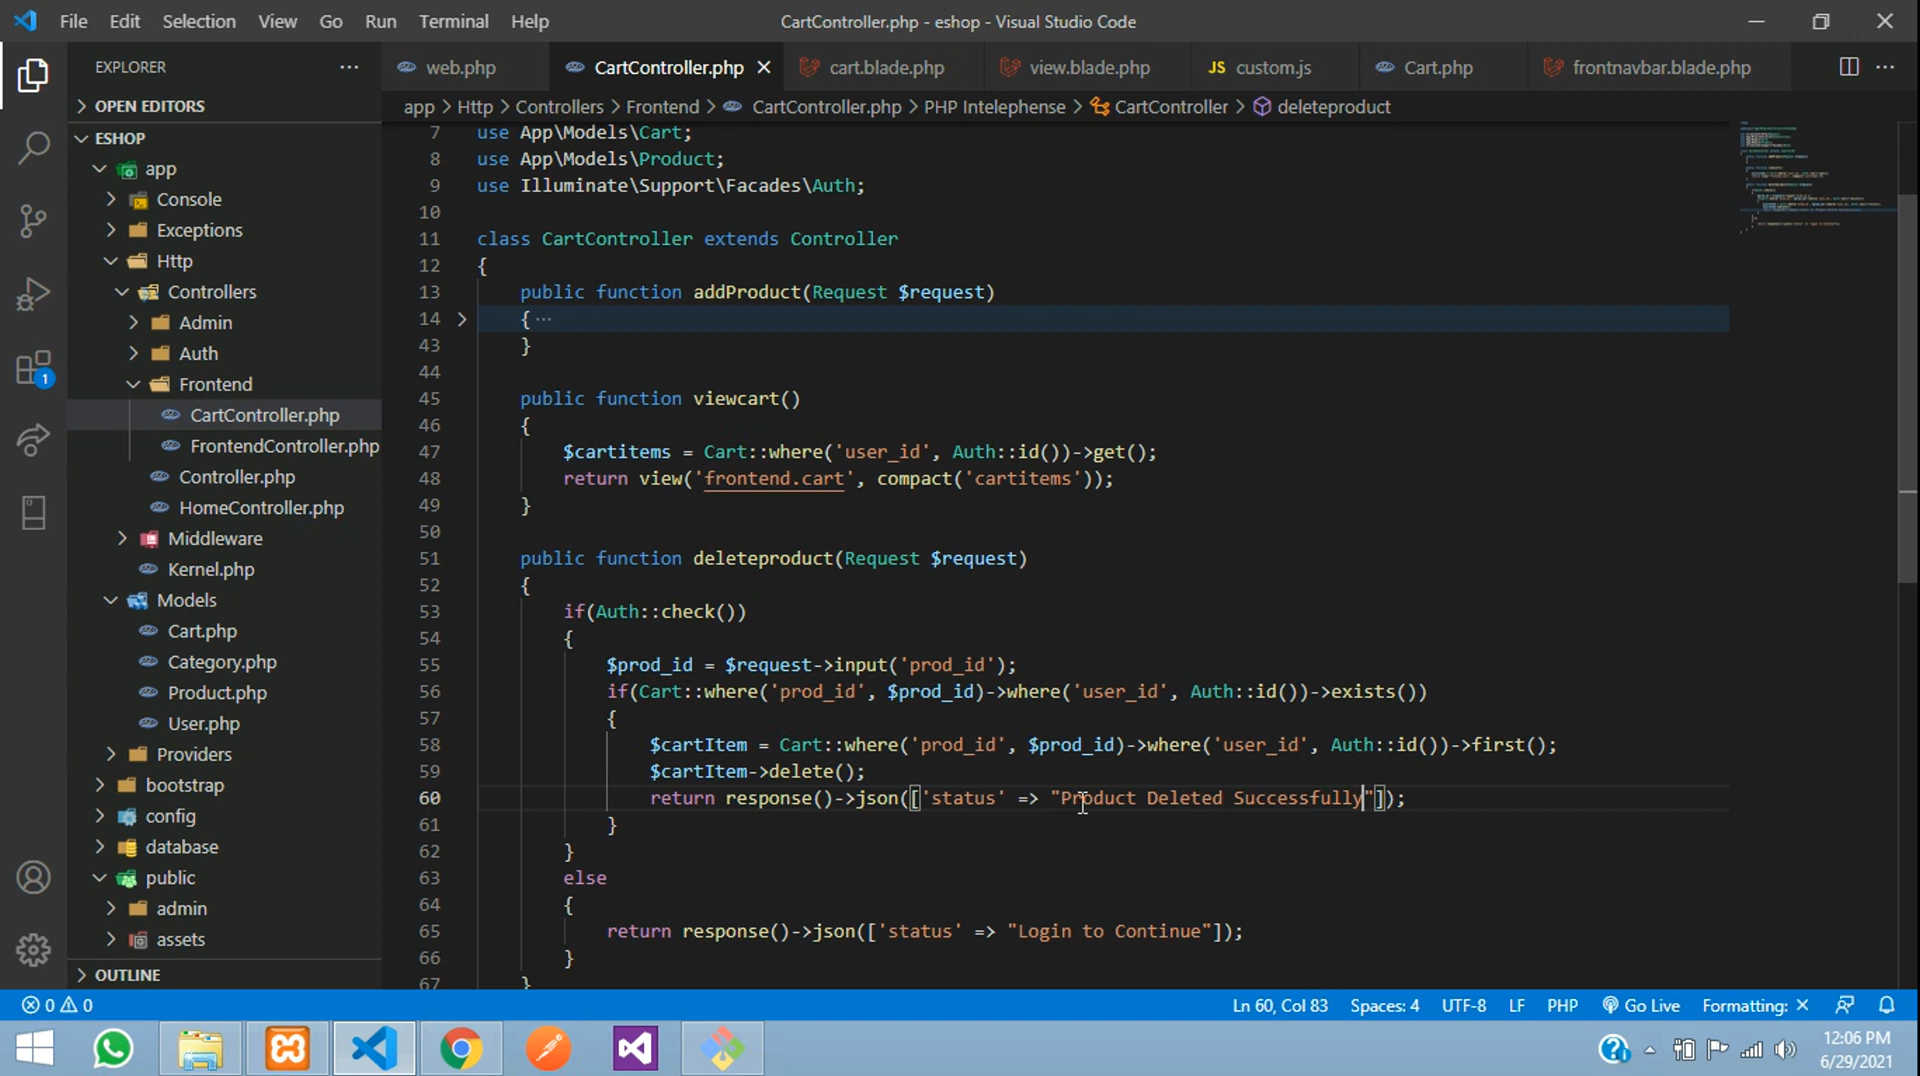 File Edit Selection View Go Run Terminal Help
CartController.php - eshop - Visual Studio Code
EXPLORER
web.php
CartController.php
cart.blade.php
view.blade.php
JS custom.js
Cart.php
frontnavbar.blade.php
app > Http > Controllers > Frontend > CartController.php > PHP Intelephense > CartController > deleteproduct
OPEN EDITORS
ESHOP
app
Console
Exceptions
Http
Controllers
Admin
Auth
Frontend
CartController.php
FrontendController.php
Controller.php
HomeController.php
Middleware
Kernel.php
Models
Cart.php
Category.php
Product.php
User.php
Providers
bootstrap
config
database
public
admin
assets
OUTLINE
1
7 use App\Models\Cart;
8 use App\Models\Product;
9 use Illuminate\Support\Facades\Auth;
10
11 class CartController extends Controller
12 {
13 public function addProduct(Request $request)
14 { ···
43 }
44
45 public function viewcart()
46 {
47 $cartitems = Cart::where('user_id', Auth::id())->get();
48 return view('frontend.cart', compact('cartitems'));
49 }
50
51 public function deleteproduct(Request $request)
52 {
53 if(Auth::check())
54 {
55 $prod_id = $request->input('prod_id');
56 if(Cart::where('prod_id', $prod_id)->where('user_id', Auth::id())->exists())
57 {
58 $cartItem = Cart::where('prod_id', $prod_id)->where('user_id', Auth::id())->first();
59 $cartItem->delete();
60 return response()->json(['status' => "Product Deleted Successfully"]);
61 }
62 }
63 else
64 {
65 return response()->json(['status' => "Login to Continue"]);
66 }
67 }
0 0
Ln 60, Col 83 Spaces: 4 UTF-8 LF PHP Go Live Formatting: ×
12:06 PM
6/29/2021